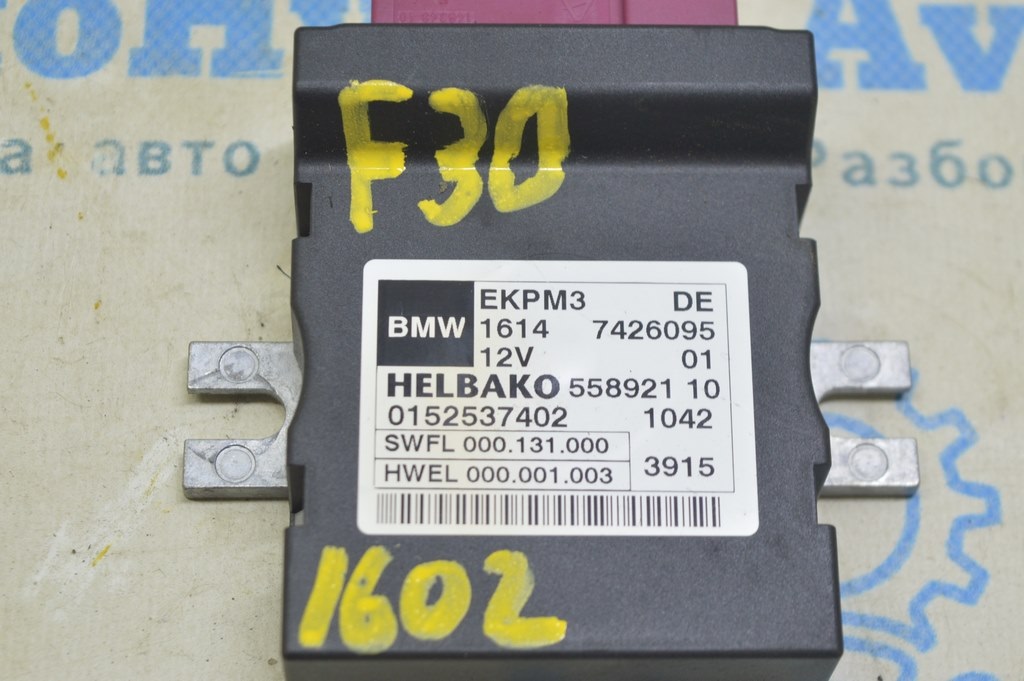 F30
EKPM3 DE
BMW 1614 7426095
12V 01
HELBAKO 558921 10
0152537402 1042
SWFL 000.131.000
HWEL 000.001.003 3915
1602
авто